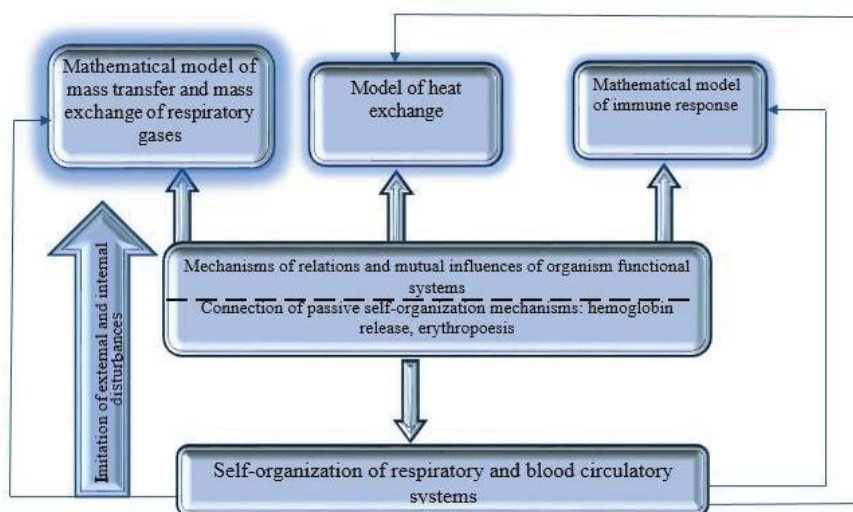 Mathematical model of
mass transfer and mass
exchange of respiratory
gases
Model of heat
exchange
Mathematical model
of immune response
Mechanisms of relations and mutual influences of organism functional
systems
Connection of passive self-organization mechanisms: hemoglobin
release, erythropoesis
Imitation of external and internal
disturbances
Self-organization of respiratory and blood circulatory
systems